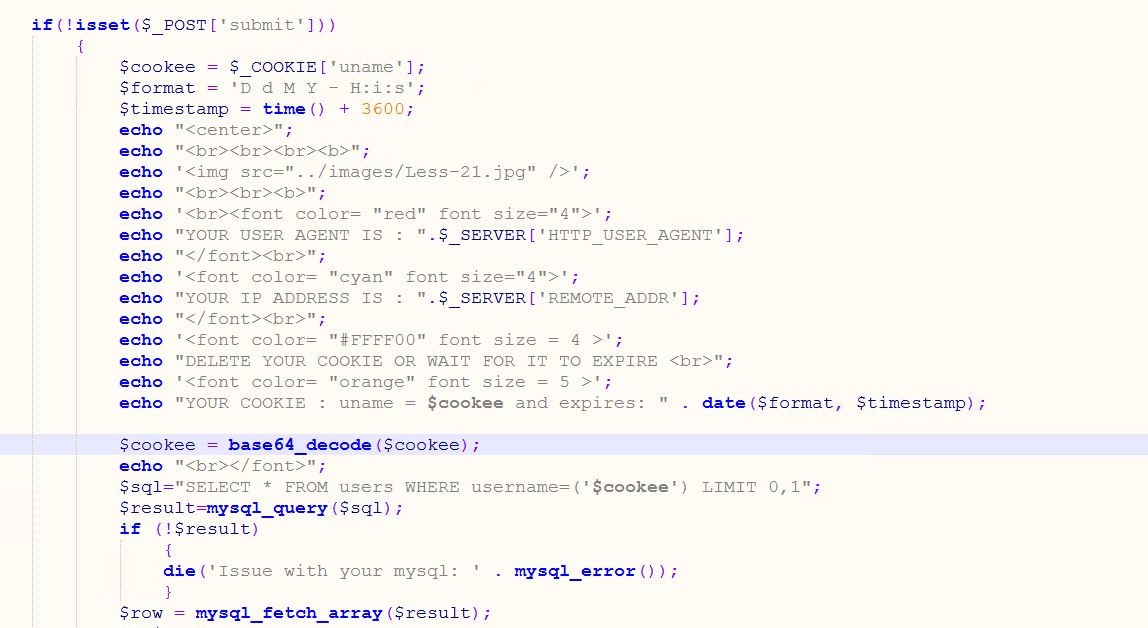 if(!isset($_POST['submit']))
{
$cookee = $_COOKIE['uname'];
$format = 'D d M Y - H:i:s';
$timestamp = time() + 3600;
echo "<center>";
echo "<br><br><br><b>";
echo '<img src="../images/Less-21.jpg" />';
echo "<br><br><b>";
echo '<br><font color= "red" font size="4">';
echo "YOUR USER AGENT IS : ".$_SERVER['HTTP_USER_AGENT'];
echo "</font><br>";
echo '<font color= "cyan" font size="4">';
echo "YOUR IP ADDRESS IS : ".$_SERVER['REMOTE_ADDR'];
echo "</font><br>";
echo '<font color= "#FFFF00" font size = 4 >';
echo "DELETE YOUR COOKIE OR WAIT FOR IT TO EXPIRE <br>";
echo '<font color= "orange" font size = 5 >';
echo "YOUR COOKIE : uname = $cookee and expires: " . date($format, $timestamp);
$cookee = base64_decode($cookee);
echo "<br></font>";
$sql="SELECT * FROM users WHERE username=('$cookee') LIMIT 0,1";
$result=mysql_query($sql);
if (!$result)
{
die('Issue with your mysql: ' . mysql_error());
}
$row = mysql_fetch_array($result);